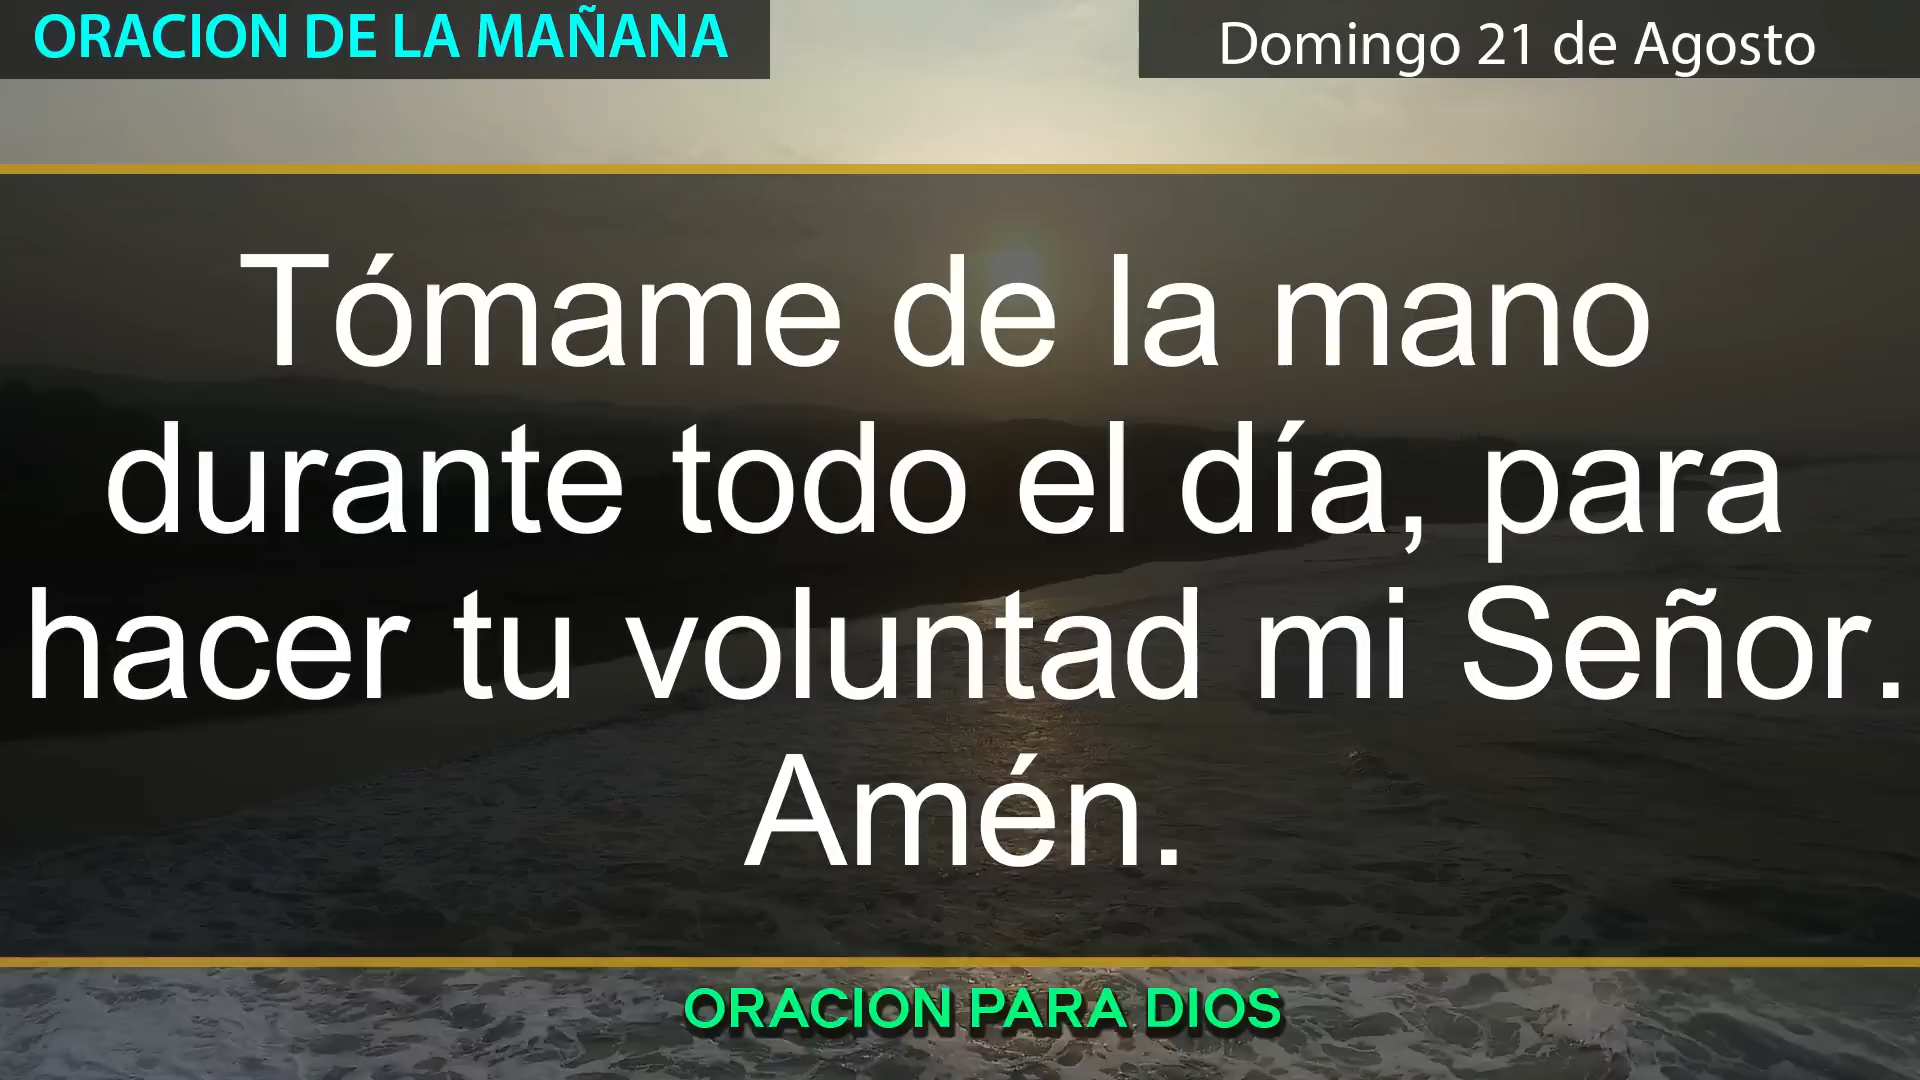 ORACION DE LA MAÑANA
Domingo 21 de Agosto
Tómame de la mano
durante todo el día, para
hacer tu voluntad mi Señor.
Amén.
ORACION PARA DIOS